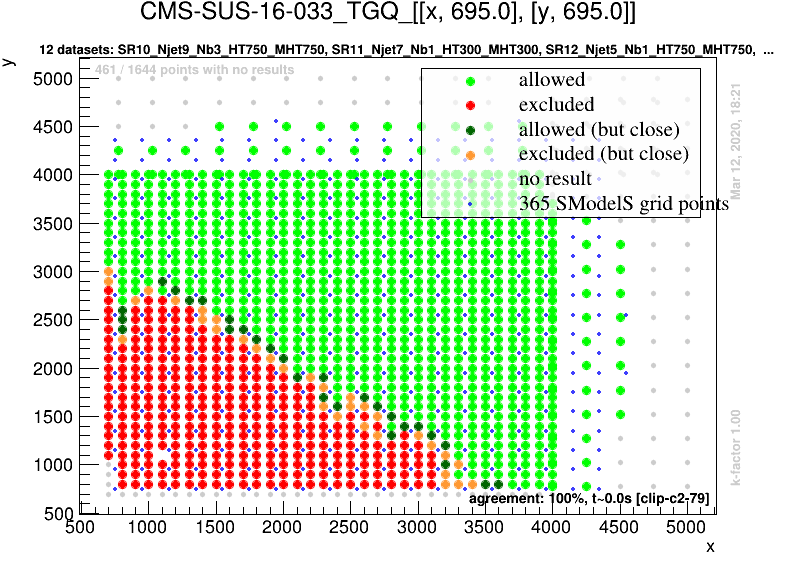 CMS-SUS-16-033_TGQ_[[x, 695.0], [y, 695.0]]
12 datasets: SR10_Njet9_Nb3_HT750_MHT750, SR11_Njet7_Nb1_HT300_MHT300, SR12_Njet5_Nb1_HT750_MHT750, ...
y
461 / 1644 points with no results
allowed
excluded
allowed (but close)
excluded (but close)
no result
365 SModelS grid points
Mar 12, 2020, 18:21
k-factor 1.00
5000
4500
4000
3500
3000
2500
2000
1500
1000
500
agreement: 100%, t~0.0s [clip-c2-79]
500 1000 1500 2000 2500 3000 3500 4000 4500 5000
x